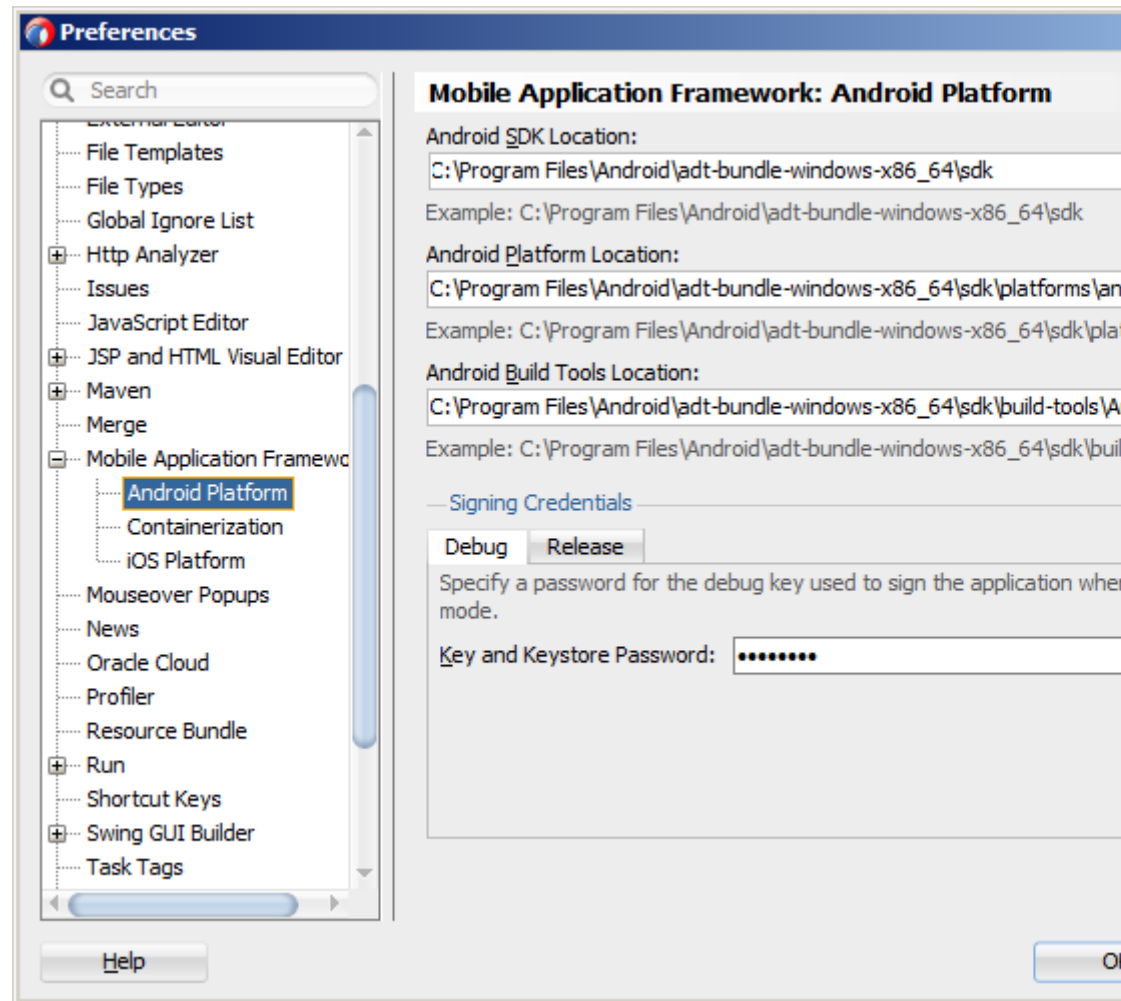 Preferences
Search
File Templates
File Types
Global Ignore List
Http Analyzer
Issues
JavaScript Editor
JSP and HTML Visual Editor
Maven
Merge
Mobile Application Framewo
Android Platform
Containerization
iOS Platform
Mouseover Popups
News
Oracle Cloud
Profiler
Resource Bundle
Run
Shortcut Keys
Swing GUI Builder
Task Tags
Help
Mobile Application Framework: Android Platform
Android SDK Location:
C:\Program Files\Android\adt-bundle-windows-x86_64\sdk
Example: C:\Program Files\Android\adt-bundle-windows-x86_64\sdk
Android Platform Location:
C:\Program Files\Android\adt-bundle-windows-x86_64\sdk\platforms\an
Example: C:\Program Files\Android\adt-bundle-windows-x86_64\sdk\plat
Android Build Tools Location:
C:\Program Files\Android\adt-bundle-windows-x86_64\sdk\build-tools\A
Example: C:\Program Files\Android\adt-bundle-windows-x86_64\sdk\buil
Signing Credentials
Debug Release
Specify a password for the debug key used to sign the application when
mode.
Key and Keystore Password: ••••••••